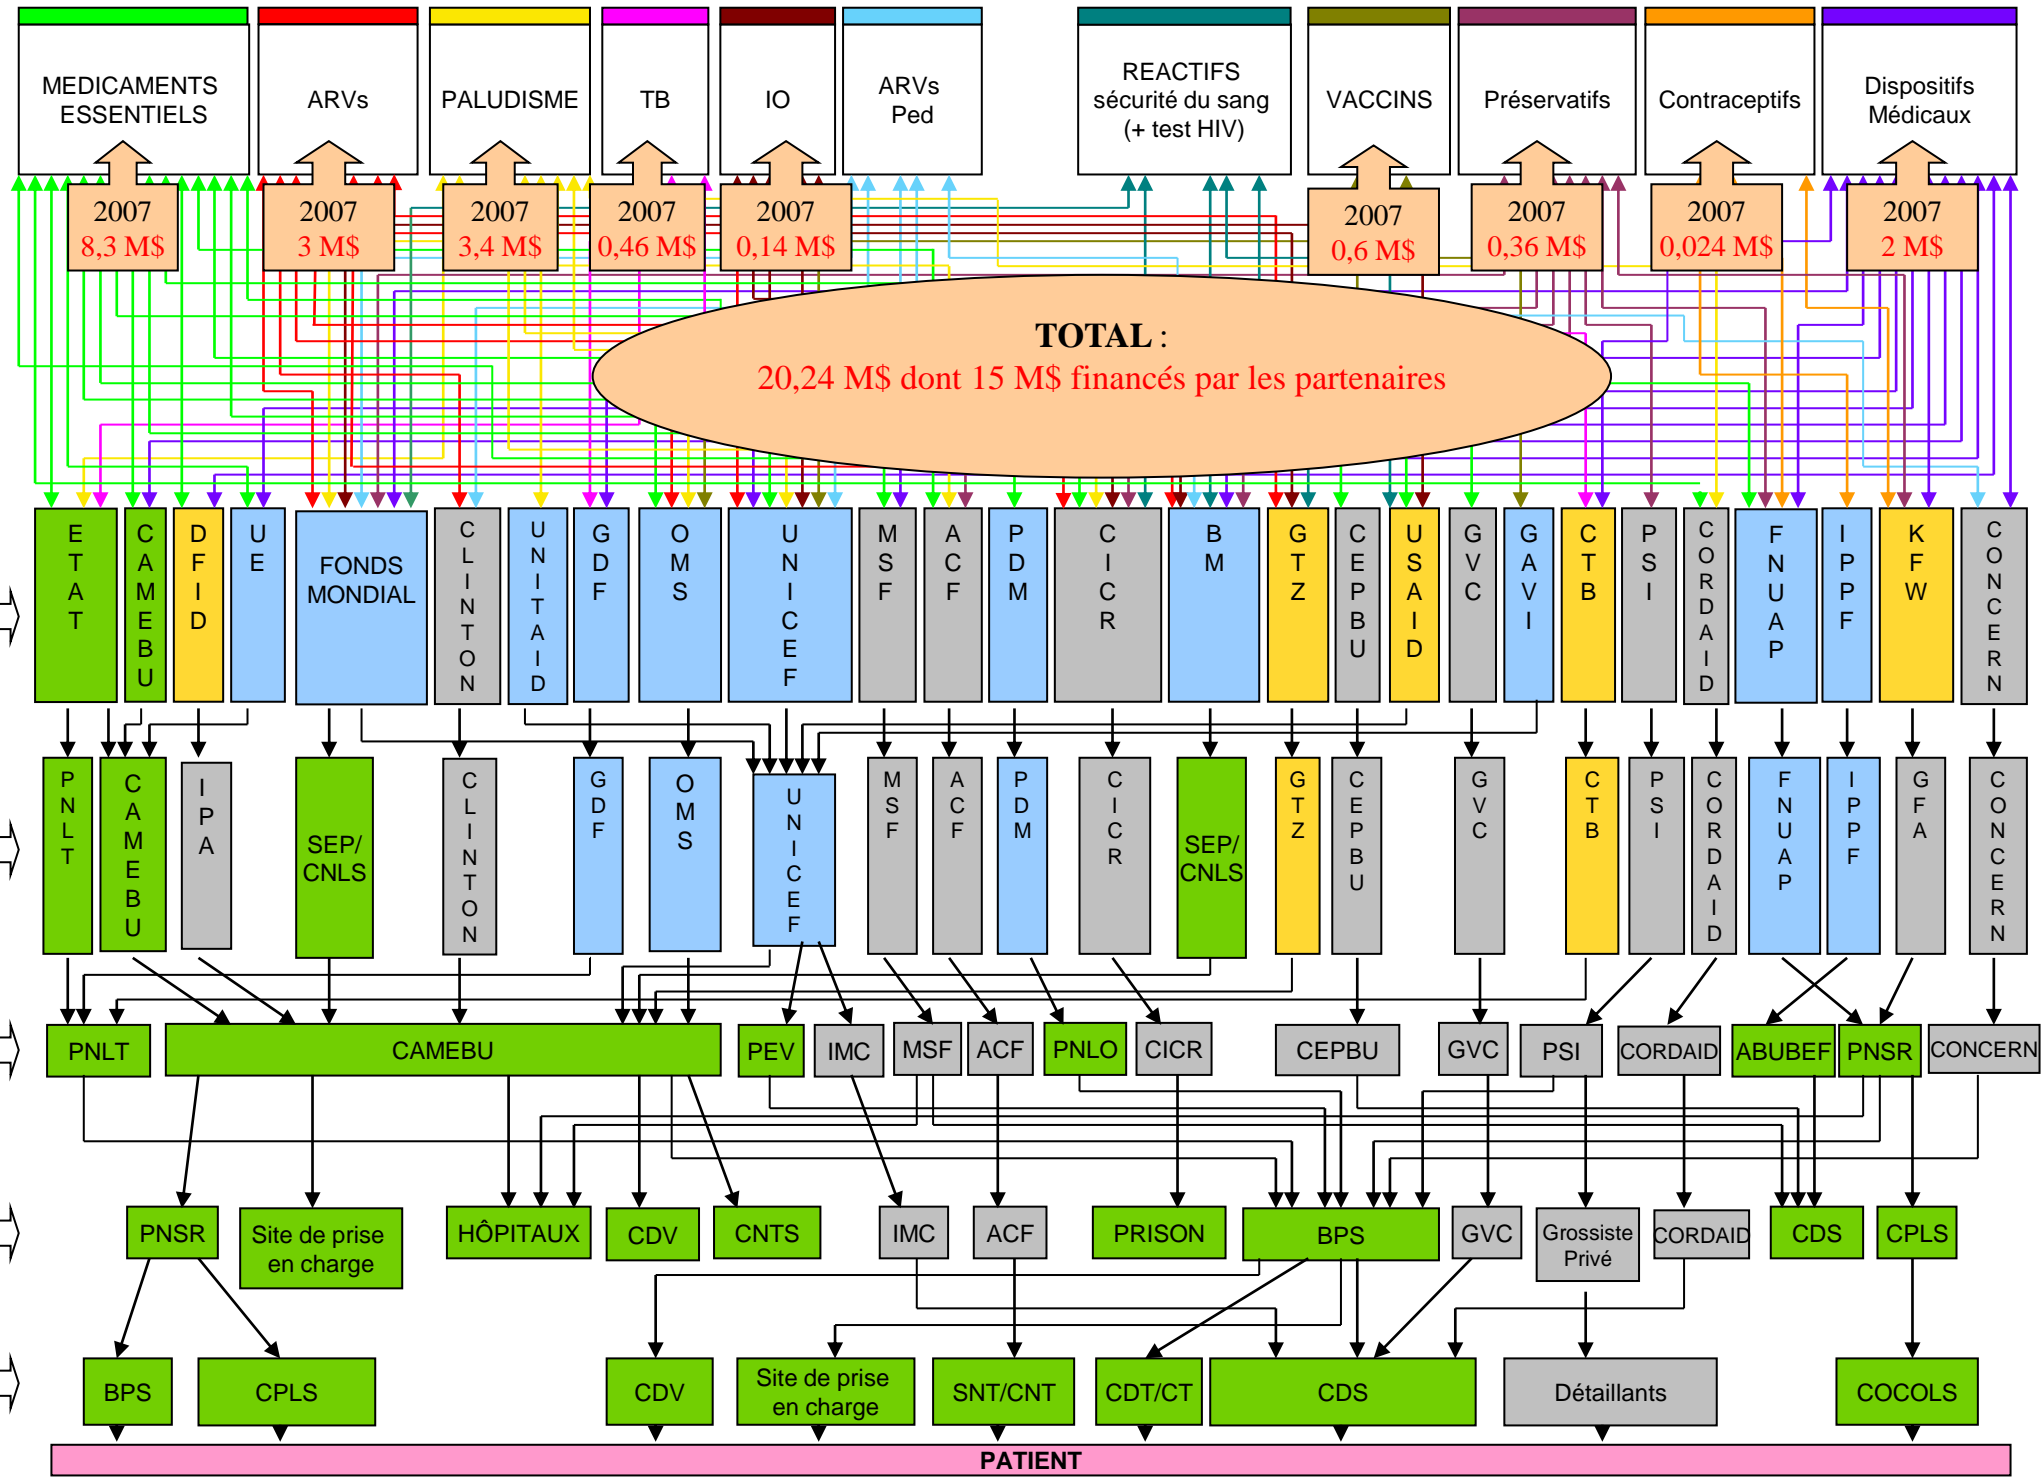 MEDICAMENTS
ESSENTIELS
ARVs
PALUDISME
TB
IO
ARVs
Ped
REACTIFS
sécurité du sang
(+ test HIV)
VACCINS
Préservatifs
Contraceptifs
Dispositifs
Médicaux
2007
8,3 M$
2007
3 M$
2007
3,4 M$
2007
0,46 M$
2007
0,14 M$
2007
0,6 M$
2007
0,36 M$
2007
0,024 M$
2007
2 M$
TOTAL :
20,24 M$ dont 15 M$ financés par les partenaires
ETAT
CAMEBU
DFID
UE
FONDS
MONDIAL
CLINTON
UNITAID
GDF
OMS
UNICEF
MSF
ACF
PDM
CICR
BM
GTZ
CEPBU
USAID
GVC
GAVI
CTB
PSI
CORDAID
FNUAP
IPPF
KFW
CONCERN
PNLT
CAMEBU
IPA
SEP/
CNLS
CLINTON
GDF
OMS
UNICEF
MSF
ACF
PDM
CICR
SEP/
CNLS
GTZ
CEPBU
GVC
CTB
PSI
CORDAID
FNUAP
IPPF
GFA
CONCERN
PNLT
CAMEBU
PEV
IMC
MSF
ACF
PNLO
CICR
CEPBU
GVC
PSI
CORDAID
ABUBEF
PNSR
CONCERN
PNSR
Site de prise
en charge
HÔPITAUX
CDV
CNTS
IMC
ACF
PRISON
BPS
GVC
Grossiste
Privé
CORDAID
CDS
CPLS
BPS
CPLS
CDV
Site de prise
en charge
SNT/CNT
CDT/CT
CDS
Détaillants
COCOLS
PATIENT